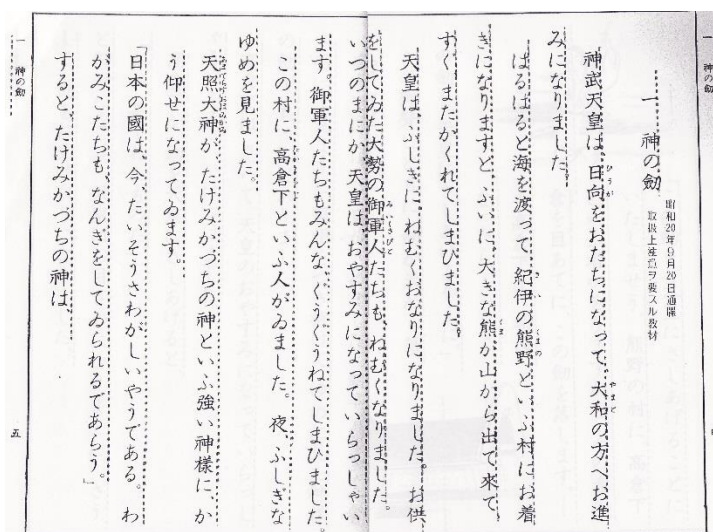 一 神の劔
昭和20年9月20日通牒
取扱上注意ヲ要スル教材
一 神の劔
神武天皇は、日向をおたちになって、大和の方へお進
みになりました。
はるばると海を渡って、紀伊の熊野といふ村にお着
きになりますと、ふいに、大きな熊が山から出て來て、
すぐまたかくれてしまひました。
天皇は、ふしぎに、ねむくおなりになりました。お供
をしてゐた大勢の御軍人たちも、ねむくなりました。
いつのまにか、天皇は、おやすみになっていらっしゃい
ます。御軍人たちもみんな、ぐうぐうねてしまひました。
この村に、高倉下といふ人がゐました。夜、ふしぎな
ゆめを見ました。
天照大神が、たけみかづちの神といふ強い神樣に、か
う仰せになってゐます。
「日本の國は、今、たいそうさわがしいやうである。わ
がみこたちも、なんぎをしてゐられるであらう。」
すると、たけみかづちの神は、
一 神の劔
五